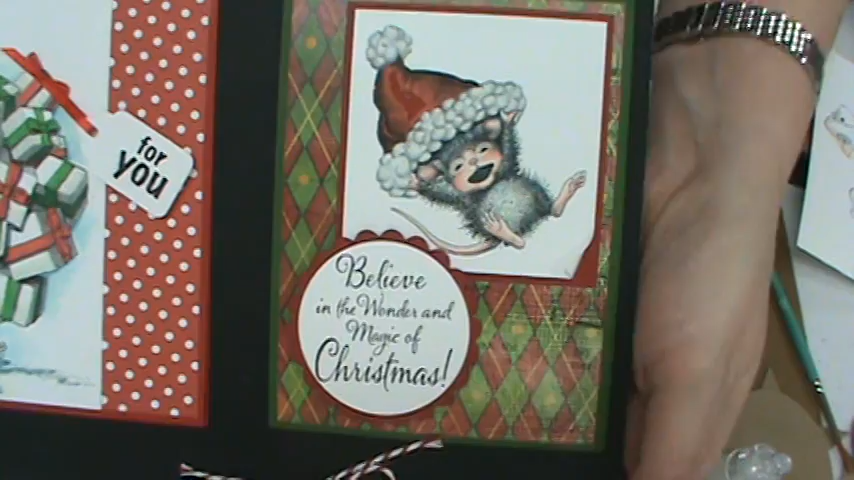 for
you
Believe
in the Wonder and
Magic of
Christmas!